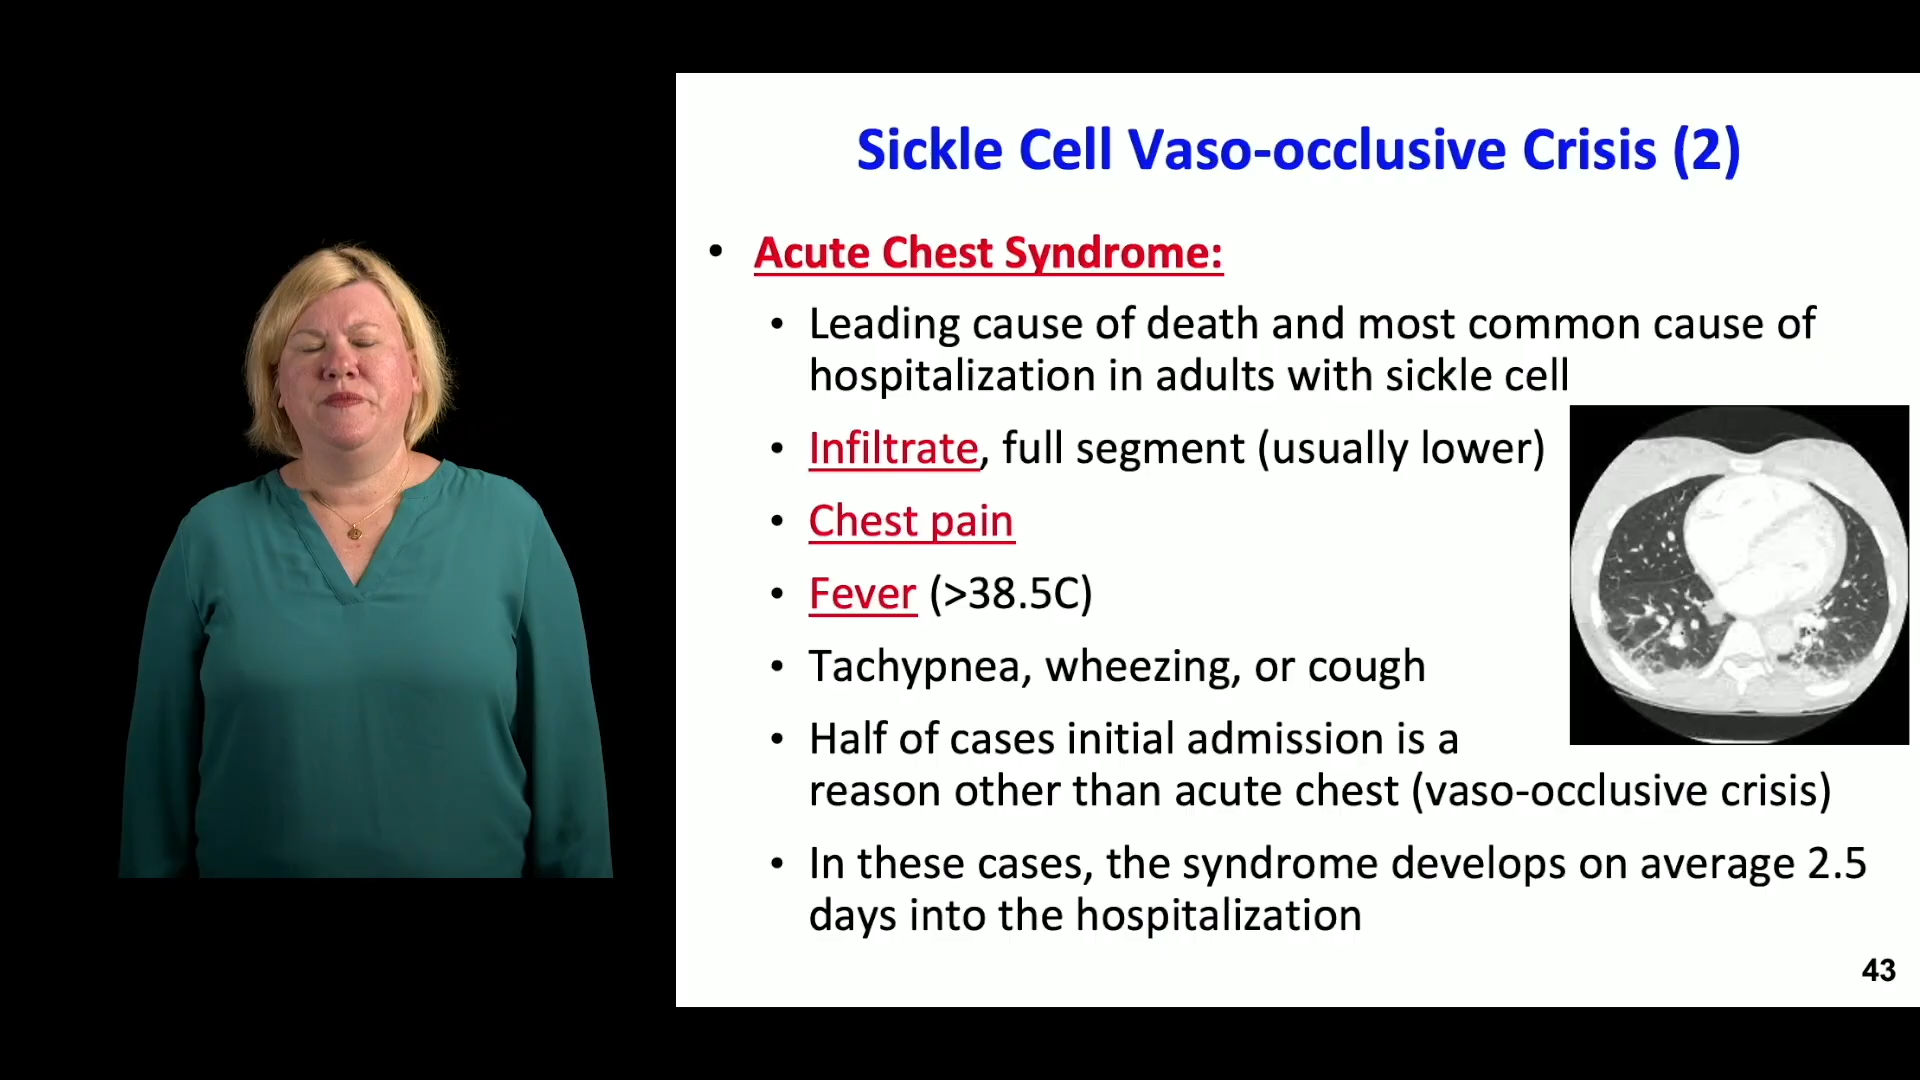 Sickle Cell Vaso-occlusive Crisis (2)
• Acute Chest Syndrome:
• Leading cause of death and most common cause of
hospitalization in adults with sickle cell
• Infiltrate, full segment (usually lower)
• Chest pain
• Fever (>38.5C)
• Tachypnea, wheezing, or cough
• Half of cases initial admission is a
reason other than acute chest (vaso-occlusive crisis)
• In these cases, the syndrome develops on average 2.5
days into the hospitalization
43